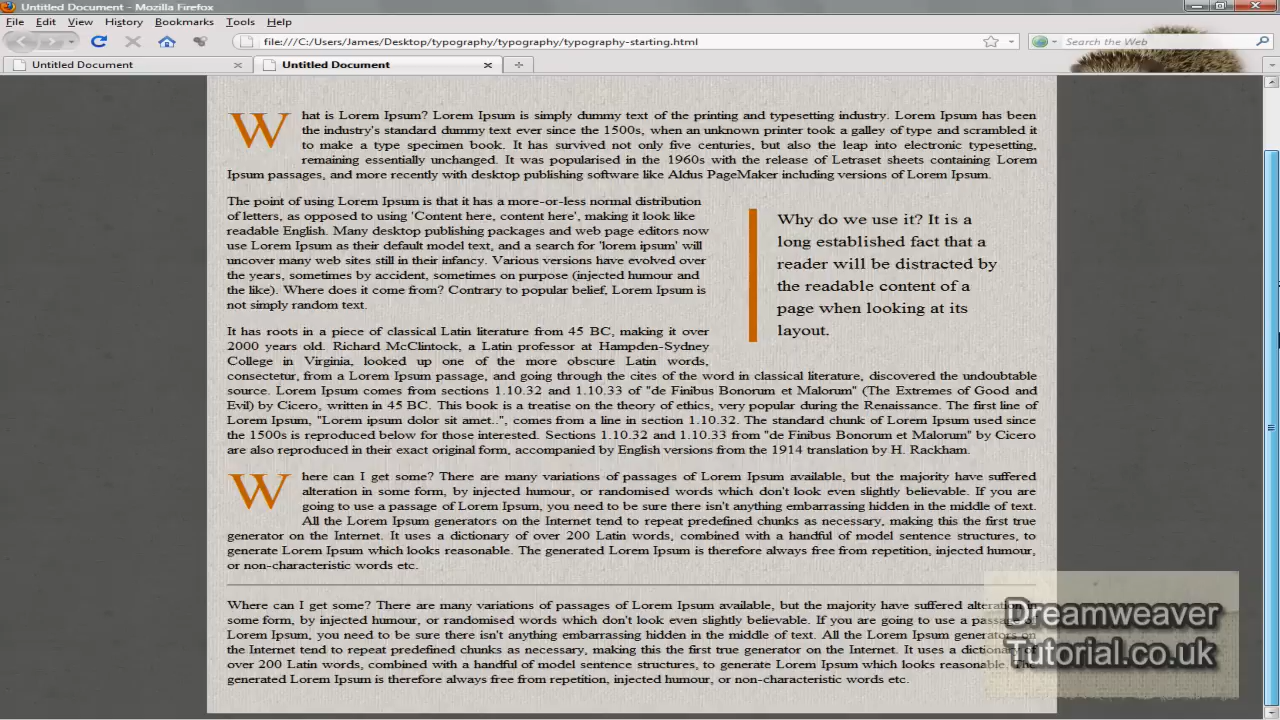 Untitled Document - Mozilla Firefox
File Edit View History Bookmarks Tools Help
file:///C:/Users/James/Desktop/typography/typography/typography-starting.html
Search the Web
Untitled Document
Untitled Document
What is Lorem Ipsum? Lorem Ipsum is simply dummy text of the printing and typesetting industry. Lorem Ipsum has been
the industry's standard dummy text ever since the 1500s, when an unknown printer took a galley of type and scrambled it
to make a type specimen book. It has survived not only five centuries, but also the leap into electronic typesetting,
remaining essentially unchanged. It was popularised in the 1960s with the release of Letraset sheets containing Lorem
Ipsum passages, and more recently with desktop publishing software like Aldus PageMaker including versions of Lorem Ipsum.
The point of using Lorem Ipsum is that it has a more-or-less normal distribution
of letters, as opposed to using 'Content here, content here', making it look like
readable English. Many desktop publishing packages and web page editors now
use Lorem Ipsum as their default model text, and a search for 'lorem ipsum' will
uncover many web sites still in their infancy. Various versions have evolved over
the years, sometimes by accident, sometimes on purpose (injected humour and
the like). Where does it come from? Contrary to popular belief, Lorem Ipsum is
not simply random text.
Why do we use it? It is a
long established fact that a
reader will be distracted by
the readable content of a
page when looking at its
layout.
It has roots in a piece of classical Latin literature from 45 BC, making it over
2000 years old. Richard McClintock, a Latin professor at Hampden-Sydney
College in Virginia, looked up one of the more obscure Latin words,
consectetur, from a Lorem Ipsum passage, and going through the cites of the word in classical literature, discovered the undoubtable
source. Lorem Ipsum comes from sections 1.10.32 and 1.10.33 of "de Finibus Bonorum et Malorum" (The Extremes of Good and
Evil) by Cicero, written in 45 BC. This book is a treatise on the theory of ethics, very popular during the Renaissance. The first line of
Lorem Ipsum, "Lorem ipsum dolor sit amet..", comes from a line in section 1.10.32. The standard chunk of Lorem Ipsum used since
the 1500s is reproduced below for those interested. Sections 1.10.32 and 1.10.33 from "de Finibus Bonorum et Malorum" by Cicero
are also reproduced in their exact original form, accompanied by English versions from the 1914 translation by H. Rackham.
Where can I get some? There are many variations of passages of Lorem Ipsum available, but the majority have suffered
alteration in some form, by injected humour, or randomised words which don't look even slightly believable. If you are
going to use a passage of Lorem Ipsum, you need to be sure there isn't anything embarrassing hidden in the middle of text.
All the Lorem Ipsum generators on the Internet tend to repeat predefined chunks as necessary, making this the first true
generator on the Internet. It uses a dictionary of over 200 Latin words, combined with a handful of model sentence structures, to
generate Lorem Ipsum which looks reasonable. The generated Lorem Ipsum is therefore always free from repetition, injected humour,
or non-characteristic words etc.
Where can I get some? There are many variations of passages of Lorem Ipsum available, but the majority have suffered alteration in
some form, by injected humour, or randomised words which don't look even slightly believable. If you are going to use a passage of
Lorem Ipsum, you need to be sure there isn't anything embarrassing hidden in the middle of text. All the Lorem Ipsum generators on
the Internet tend to repeat predefined chunks as necessary, making this the first true generator on the Internet. It uses a dictionary of
over 200 Latin words, combined with a handful of model sentence structures, to generate Lorem Ipsum which looks reasonable. The
generated Lorem Ipsum is therefore always free from repetition, injected humour, or non-characteristic words etc.
Dreamweaver
Tutorial.co.uk